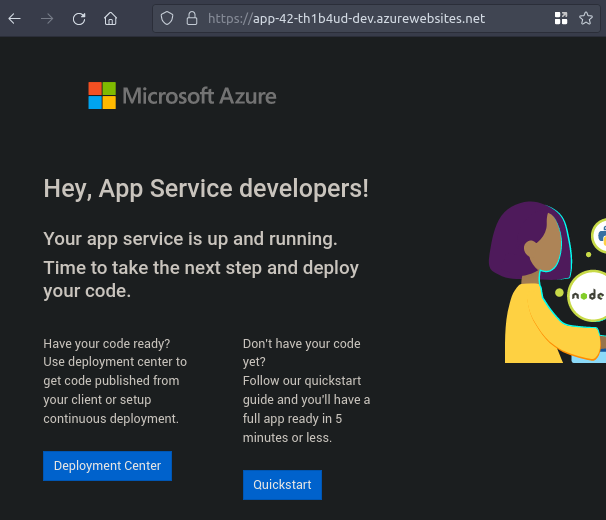 https://app-42-th1b4ud-dev.azurewebsites.net
Microsoft Azure
Hey, App Service developers!
Your app service is up and running.
Time to take the next step and deploy
your code.
Have your code ready?
Use deployment center to
get code published from
your client or setup
continuous deployment.
Deployment Center
Don't have your code
yet?
Follow our quickstart
guide and you'll have a
full app ready in 5
minutes or less.
Quickstart
node